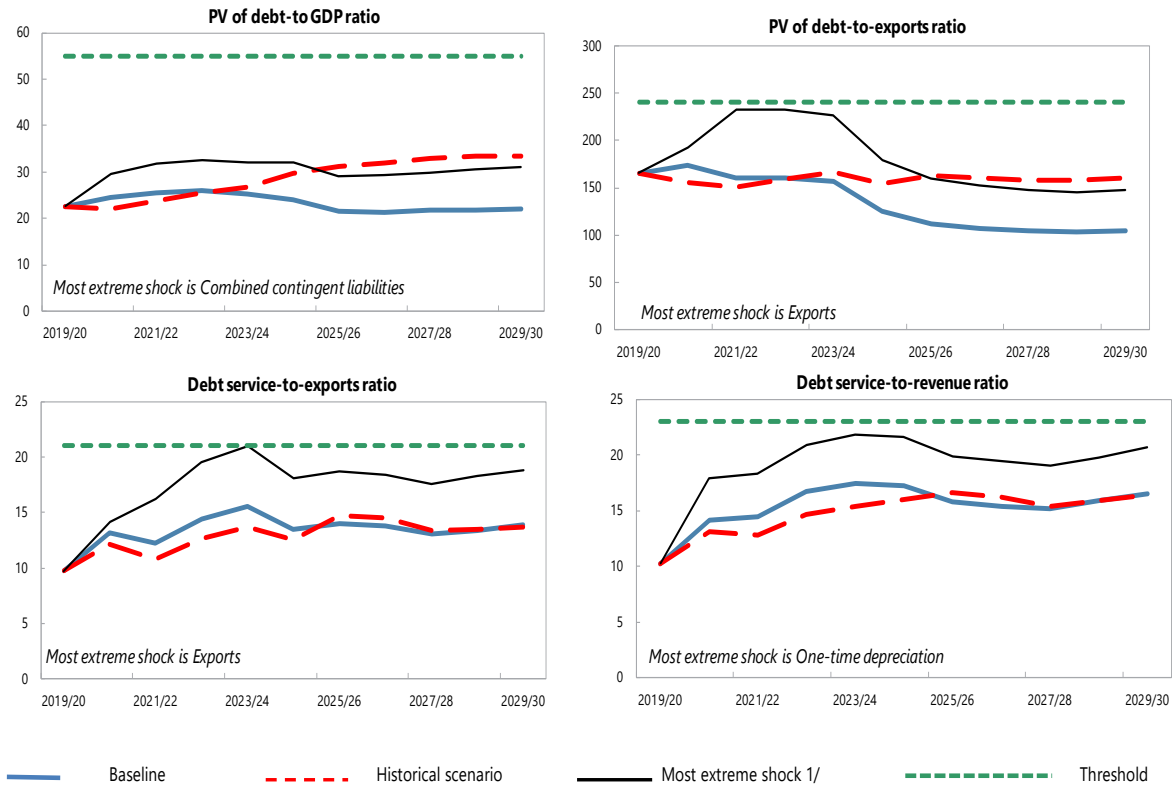 PV of debt-to GDP ratio
60
50
40
30
20
10
0
Most extreme shock is Combined contingent liabilities
2019/20 2021/22 2023/24 2025/26 2027/28 2029/30
PV of debt-to-exports ratio
300
250
200
150
100
50
0
Most extreme shock is Exports
2019/20 2021/22 2023/24 2025/26 2027/28 2029/30
Debt service-to-exports ratio
25
20
15
10
5
0
Most extreme shock is Exports
2019/20 2021/22 2023/24 2025/26 2027/28 2029/30
Debt service-to-revenue ratio
25
20
15
10
5
0
Most extreme shock is One-time depreciation
2019/20 2021/22 2023/24 2025/26 2027/28 2029/30
Baseline Historical scenario Most extreme shock 1/ Threshold